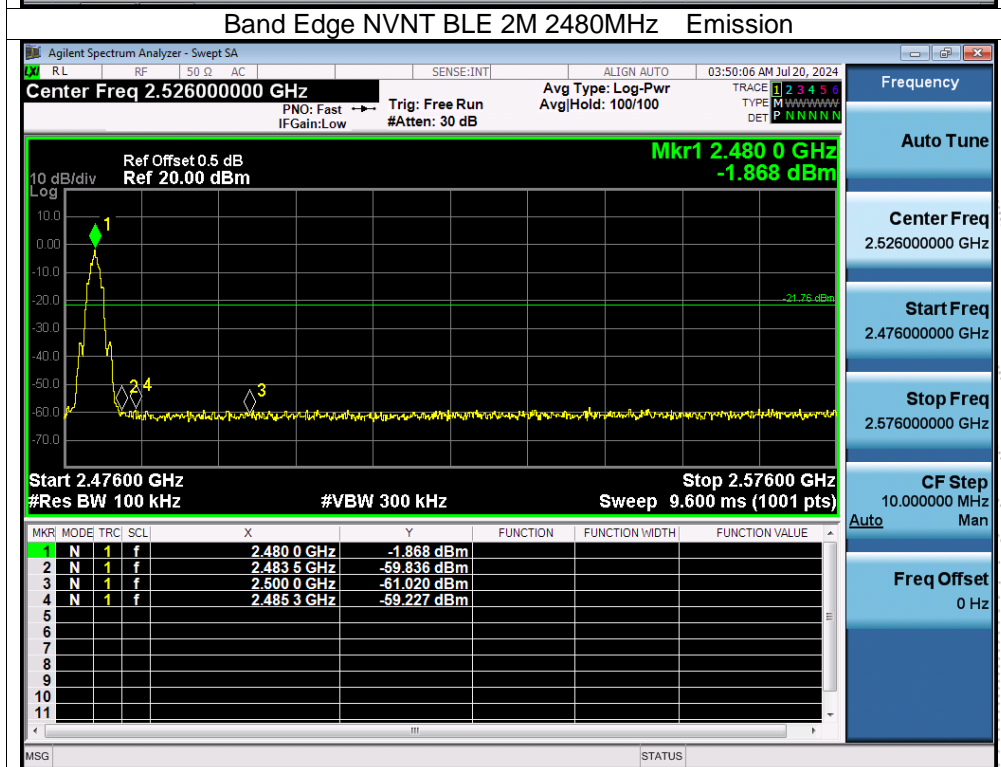 Band Edge NVNT BLE 2M 2480MHz Emission
Agilent Spectrum Analyzer - Swept SA
LXI RL RF 50 Ω AC SENSE:INT ALIGN AUTO 03:50:06 AM Jul 20, 2024
Center Freq 2.526000000 GHz
PNO: Fast
IFGain:Low
Trig: Free Run
#Atten: 30 dB
Avg Type: Log-Pwr
Avg|Hold: 100/100
TRACE 1 2 3 4 5 6
TYPE M WWWWW
DET P N N N N N
Ref Offset 0.5 dB
10 dB/div Ref 20.00 dBm
Log
Mkr1 2.480 0 GHz
-1.868 dBm
10.0
0.00
-10.0
-20.0
-30.0
-40.0
-50.0
-60.0
-70.0
1
2 4
3
-21.76 dBm
Start 2.47600 GHz Stop 2.57600 GHz
#Res BW 100 kHz #VBW 300 kHz Sweep 9.600 ms (1001 pts)
MKR MODE TRC SCL X Y FUNCTION FUNCTION WIDTH FUNCTION VALUE
1 N 1 f 2.480 0 GHz -1.868 dBm
2 N 1 f 2.483 5 GHz -59.836 dBm
3 N 1 f 2.500 0 GHz -61.020 dBm
4 N 1 f 2.485 3 GHz -59.227 dBm
5
6
7
8
9
10
11
MSG STATUS
Frequency
Auto Tune
Center Freq
2.526000000 GHz
Start Freq
2.476000000 GHz
Stop Freq
2.576000000 GHz
CF Step
10.000000 MHz
Auto Man
Freq Offset
0 Hz